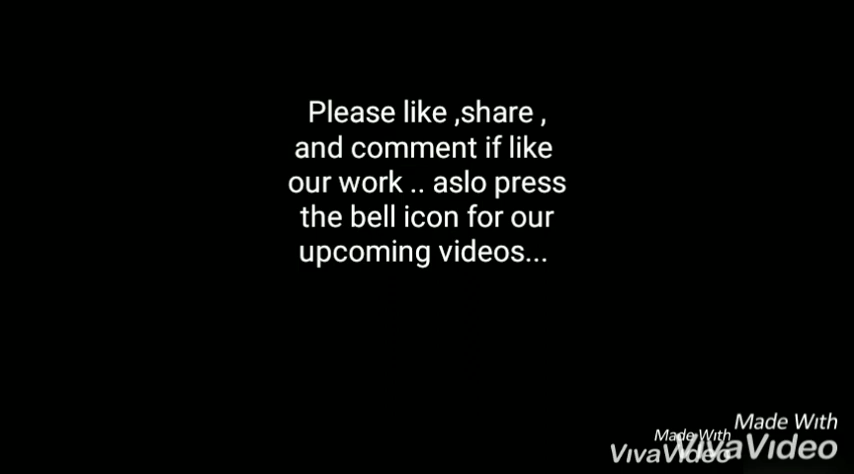 Please like ,share ,
and comment if like
our work .. aslo press
the bell icon for our
upcoming videos...
Made With
VivaVideo
Made With
VivaVideo